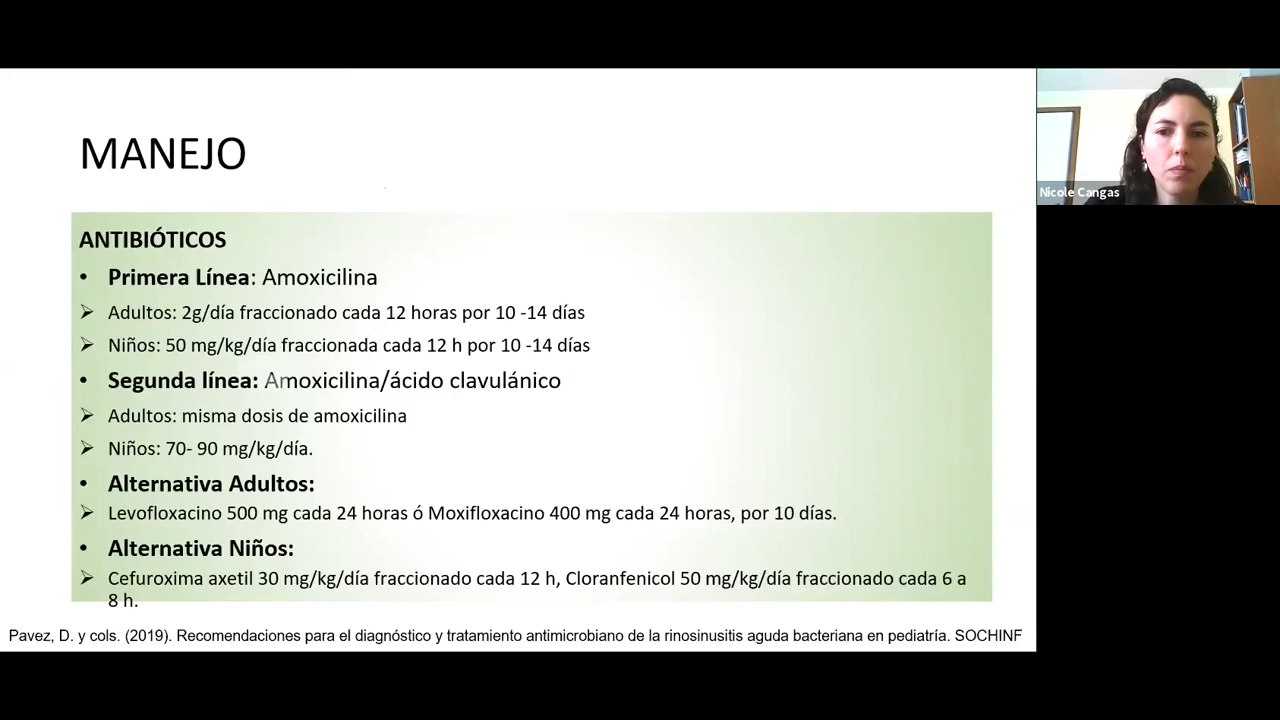 MANEJO
Nicole Cangas
ANTIBIÓTICOS
• Primera Línea: Amoxicilina
➢ Adultos: 2g/día fraccionado cada 12 horas por 10 -14 días
➢ Niños: 50 mg/kg/día fraccionada cada 12 h por 10 -14 días
• Segunda línea: Amoxicilina/ácido clavulánico
➢ Adultos: misma dosis de amoxicilina
➢ Niños: 70- 90 mg/kg/día.
• Alternativa Adultos:
➢ Levofloxacino 500 mg cada 24 horas ó Moxifloxacino 400 mg cada 24 horas, por 10 días.
• Alternativa Niños:
➢ Cefuroxima axetil 30 mg/kg/día fraccionado cada 12 h, Cloranfenicol 50 mg/kg/día fraccionado cada 6 a
8 h.
Pavez, D. y cols. (2019). Recomendaciones para el diagnóstico y tratamiento antimicrobiano de la rinosinusitis aguda bacteriana en pediatría. SOCHINF